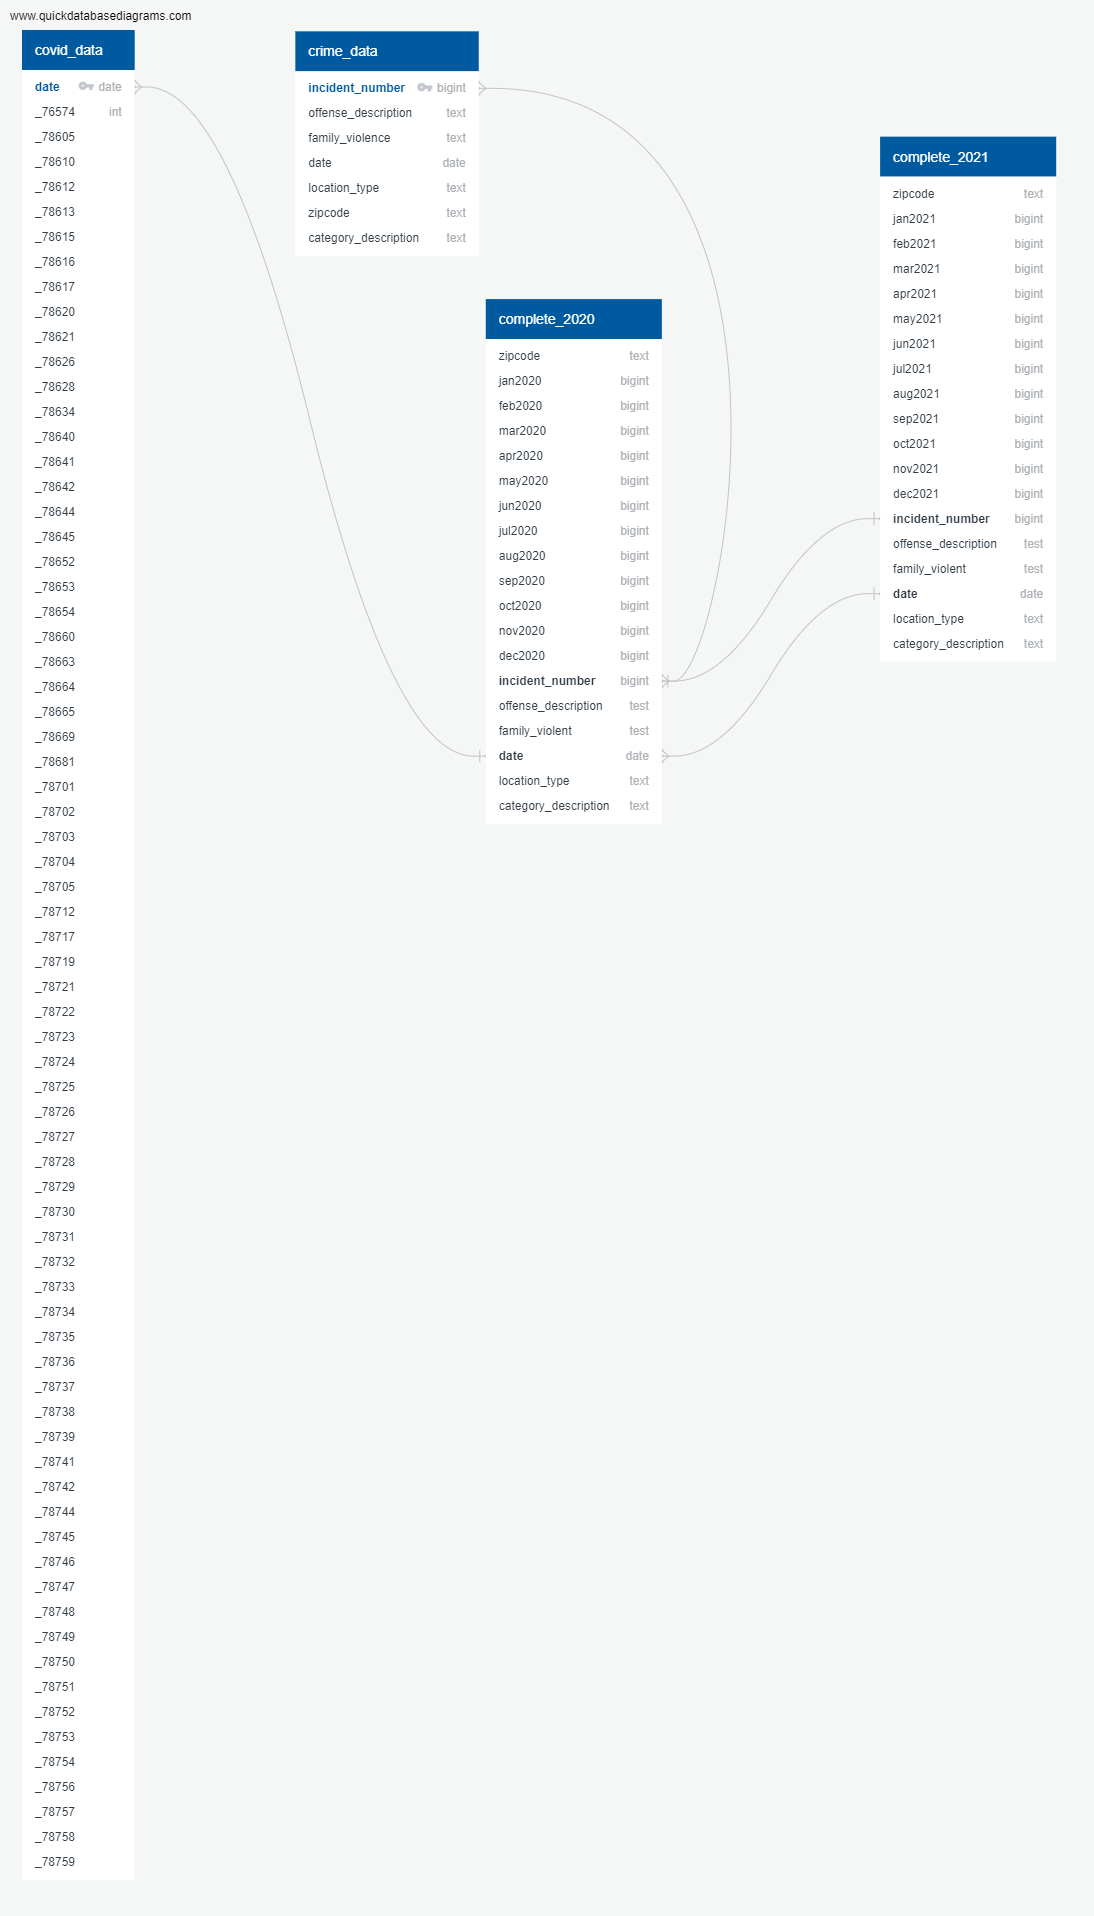 www.quickdatabasediagrams.com
covid_data
date date
_76574 int
_78605
_78610
_78612
_78613
_78615
_78616
_78617
_78620
_78621
_78626
_78628
_78634
_78640
_78641
_78642
_78644
_78645
_78652
_78653
_78654
_78660
_78663
_78664
_78665
_78669
_78681
_78701
_78702
_78703
_78704
_78705
_78712
_78717
_78719
_78721
_78722
_78723
_78724
_78725
_78726
_78727
_78728
_78729
_78730
_78731
_78732
_78733
_78734
_78735
_78736
_78737
_78738
_78739
_78741
_78742
_78744
_78745
_78746
_78747
_78748
_78749
_78750
_78751
_78752
_78753
_78754
_78756
_78757
_78758
_78759
crime_data
incident_number bigint
offense_description text
family_violence text
date date
location_type text
zipcode text
category_description text
complete_2020
zipcode text
jan2020 bigint
feb2020 bigint
mar2020 bigint
apr2020 bigint
may2020 bigint
jun2020 bigint
jul2020 bigint
aug2020 bigint
sep2020 bigint
oct2020 bigint
nov2020 bigint
dec2020 bigint
incident_number bigint
offense_description test
family_violent test
date date
location_type text
category_description text
complete_2021
zipcode text
jan2021 bigint
feb2021 bigint
mar2021 bigint
apr2021 bigint
may2021 bigint
jun2021 bigint
jul2021 bigint
aug2021 bigint
sep2021 bigint
oct2021 bigint
nov2021 bigint
dec2021 bigint
incident_number bigint
offense_description test
family_violent test
date date
location_type text
category_description text